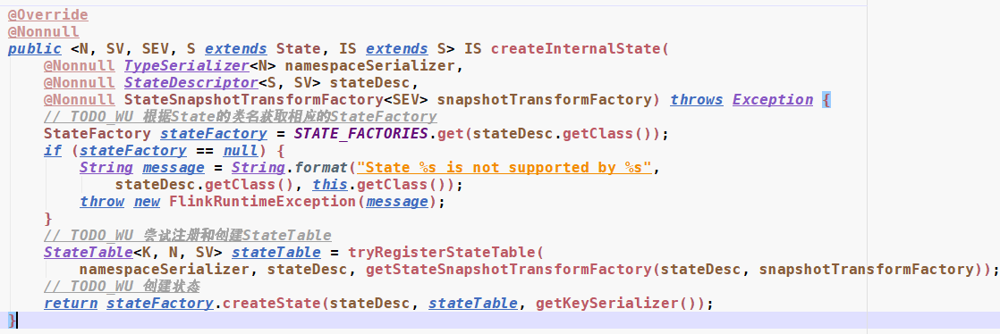 @Override
@Nonnull
public <N, SV, SEV, S extends State, IS extends S> IS createInternalState(
@Nonnull TypeSerializer<N> namespaceSerializer,
@Nonnull StateDescriptor<S, SV> stateDesc,
@Nonnull StateSnapshotTransformFactory<SEV> snapshotTransformFactory) throws Exception {
// TODO_WU 根据State的类名获取相应的StateFactory
StateFactory stateFactory = STATE_FACTORIES.get(stateDesc.getClass());
if (stateFactory == null) {
String message = String.format("State %s is not supported by %s",
stateDesc.getClass(), this.getClass());
throw new FlinkRuntimeException(message);
}
// TODO_WU 尝试注册和创建StateTable
StateTable<K, N, SV> stateTable = tryRegisterStateTable(
namespaceSerializer, stateDesc, getStateSnapshotTransformFactory(stateDesc, snapshotTransformFactory));
// TODO_WU 创建状态
return stateFactory.createState(stateDesc, stateTable, getKeySerializer());
}